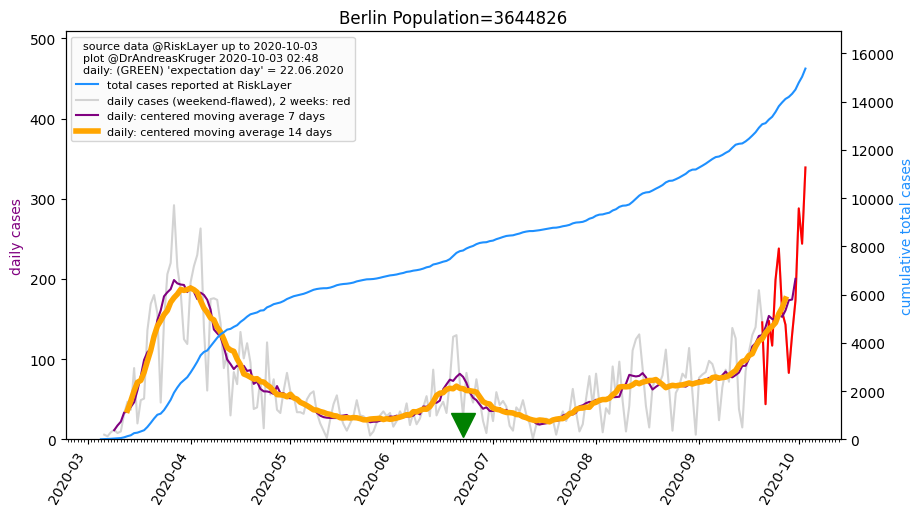 Berlin Population=3644826
source data @RiskLayer up to 2020-10-03
plot @DrAndreasKruger 2020-10-03 02:48
daily: (GREEN) 'expectation day' = 22.06.2020
total cases reported at RiskLayer
daily cases (weekend-flawed), 2 weeks: red
daily: centered moving average 7 days
daily: centered moving average 14 days
daily cases
500
400
300
200
100
0
cumulative total cases
16000
14000
12000
10000
8000
6000
4000
2000
0
2020-03
2020-04
2020-05
2020-06
2020-07
2020-08
2020-09
2020-10